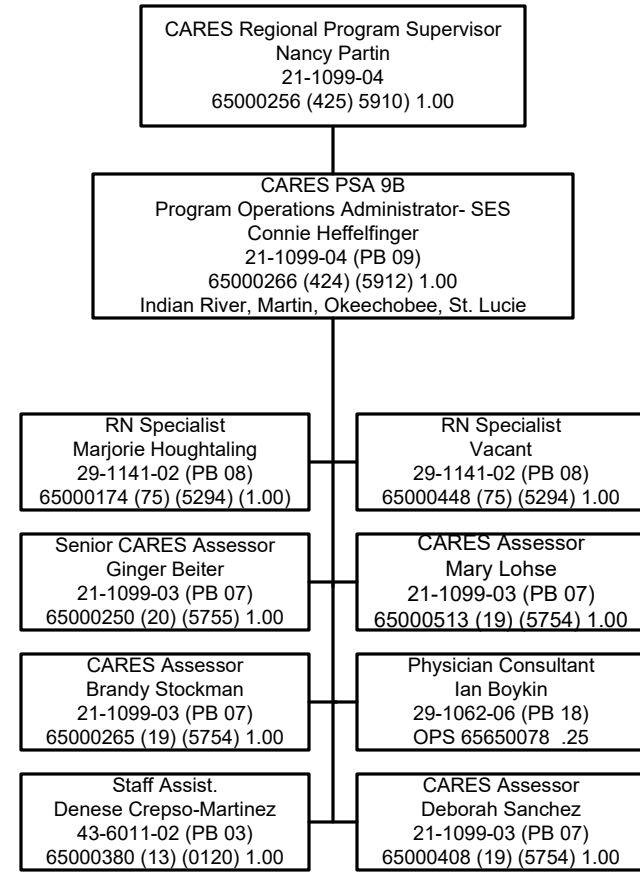 CARES Regional Program Supervisor
Nancy Partin
21-1099-04
65000256 (425) 5910) 1.00
CARES PSA 9B
Program Operations Administrator- SES
Connie Heffelfinger
21-1099-04 (PB 09)
65000266 (424) (5912) 1.00
Indian River, Martin, Okeechobee, St. Lucie
RN Specialist
Marjorie Houghtaling
29-1141-02 (PB 08)
65000174 (75) (5294) (1.00)
RN Specialist
Vacant
29-1141-02 (PB 08)
65000448 (75) (5294) 1.00
Senior CARES Assessor
Ginger Beiter
21-1099-03 (PB 07)
65000250 (20) (5755) 1.00
CARES Assessor
Mary Lohse
21-1099-03 (PB 07)
65000513 (19) (5754) 1.00
CARES Assessor
Brandy Stockman
21-1099-03 (PB 07)
65000265 (19) (5754) 1.00
Physician Consultant
Ian Boykin
29-1062-06 (PB 18)
OPS 65650078 .25
Staff Assist.
Denese Crepso-Martinez
43-6011-02 (PB 03)
65000380 (13) (0120) 1.00
CARES Assessor
Deborah Sanchez
21-1099-03 (PB 07)
65000408 (19) (5754) 1.00